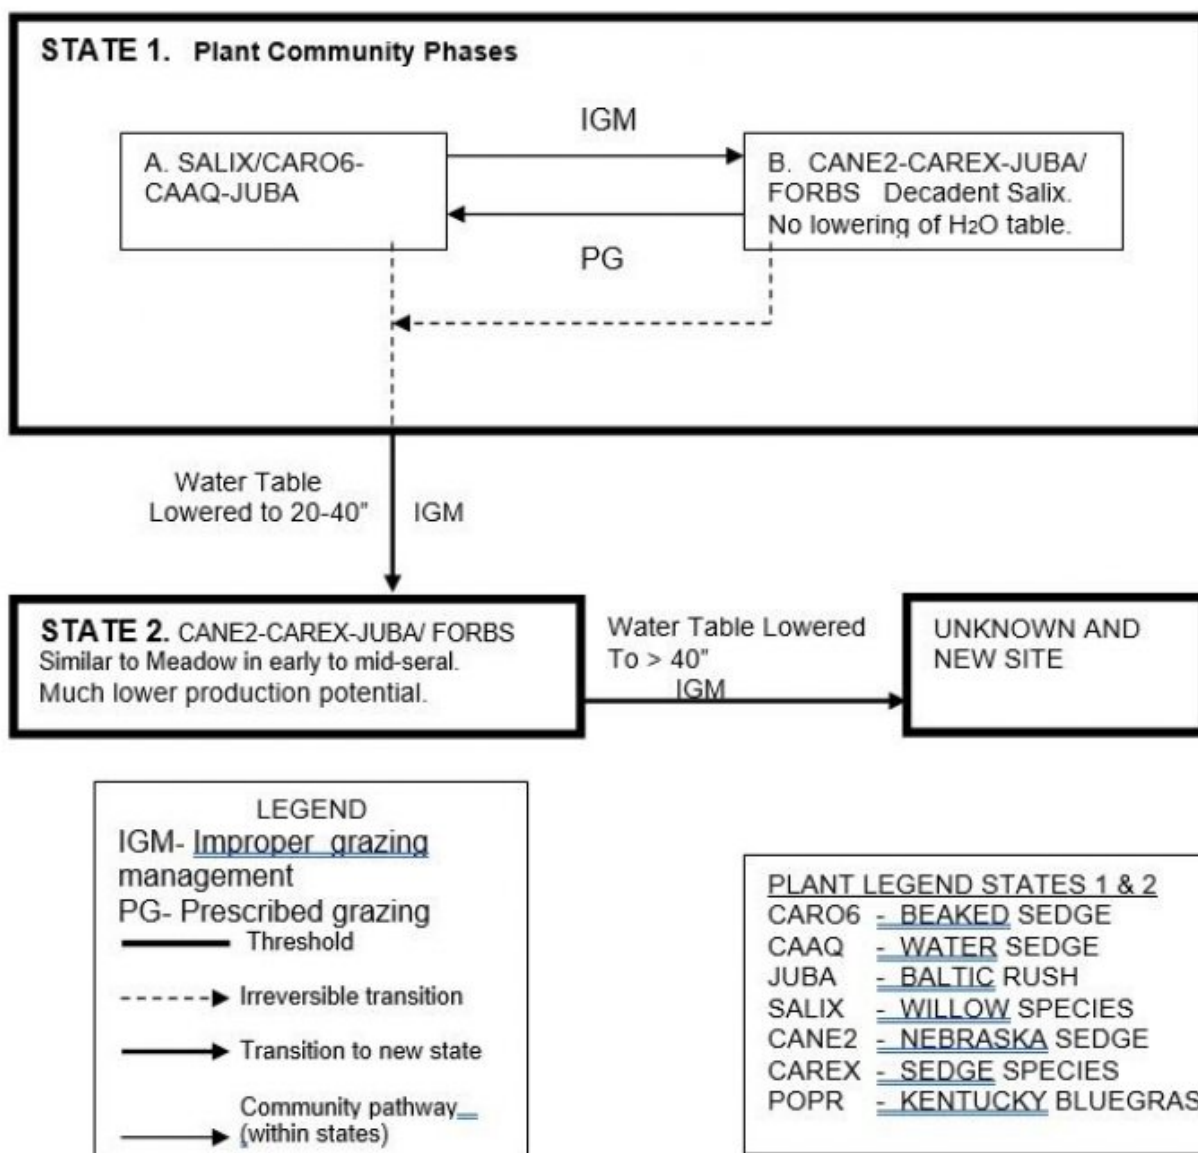 STATE 1. Plant Community Phases
IGM
A. SALIX/CARO6-
CAAQ-JUBA
B. CANE2-CAREX-JUBA/
FORBS Decadent Salix.
No lowering of H₂O table.
PG
Water Table
Lowered to 20-40"
IGM
STATE 2. CANE2-CAREX-JUBA/ FORBS
Similar to Meadow in early to mid-seral.
Much lower production potential.
Water Table Lowered
To > 40"
IGM
UNKNOWN AND
NEW SITE
LEGEND
IGM- Improper grazing
management
PG- Prescribed grazing
Threshold
Irreversible transition
Transition to new state
Community pathway
(within states)
PLANT LEGEND STATES 1 & 2
CARO6 - BEAKED SEDGE
CAAQ - WATER SEDGE
JUBA - BALTIC RUSH
SALIX - WILLOW SPECIES
CANE2 - NEBRASKA SEDGE
CAREX - SEDGE SPECIES
POPR - KENTUCKY BLUEGRAS